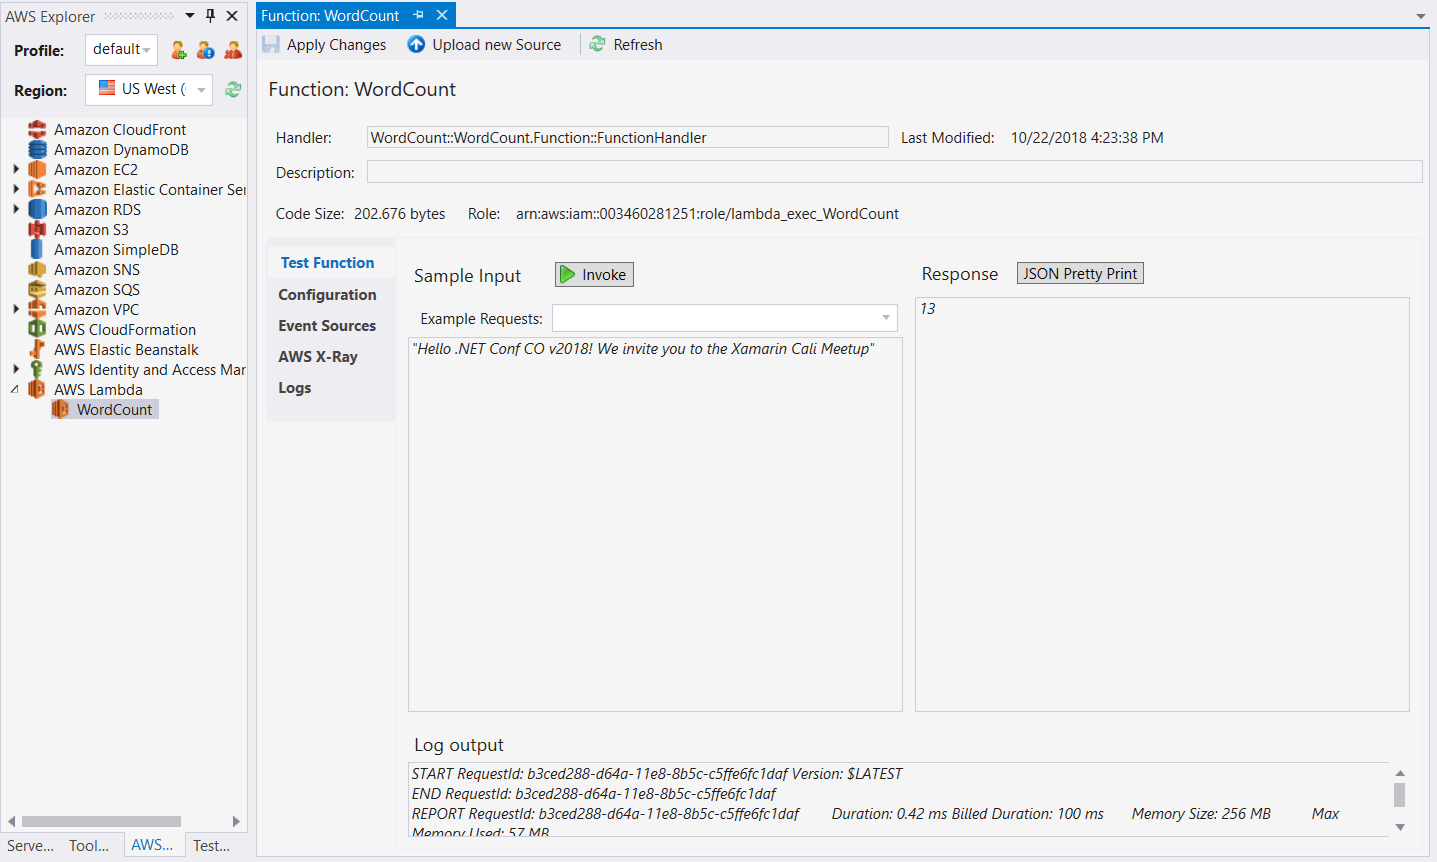 AWS Explorer
Profile:
default
Region:
US West (
Amazon CloudFront
Amazon DynamoDB
Amazon EC2
Amazon Elastic Container Ser
Amazon RDS
Amazon S3
Amazon SimpleDB
Amazon SNS
Amazon SQS
Amazon VPC
AWS CloudFormation
AWS Elastic Beanstalk
AWS Identity and Access Mar
AWS Lambda
WordCount
Serve... Tool... AWS... Test...
Function: WordCount
Apply Changes Upload new Source Refresh
Function: WordCount
Handler: WordCount::WordCount.Function::FunctionHandler Last Modified: 10/22/2018 4:23:38 PM
Description:
Code Size: 202.676 bytes Role: arn:aws:iam::003460281251:role/lambda_exec_WordCount
Test Function
Configuration
Event Sources
AWS X-Ray
Logs
Sample Input Invoke
Example Requests:
"Hello .NET Conf CO v2018! We invite you to the Xamarin Cali Meetup"
Response JSON Pretty Print
13
Log output
START RequestId: b3ced288-d64a-11e8-8b5c-c5ffe6fc1daf Version: $LATEST
END RequestId: b3ced288-d64a-11e8-8b5c-c5ffe6fc1daf
REPORT RequestId: b3ced288-d64a-11e8-8b5c-c5ffe6fc1daf Duration: 0.42 ms Billed Duration: 100 ms Memory Size: 256 MB Max
Memory Used: 57 MB